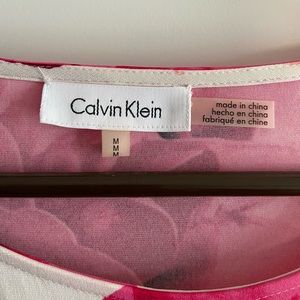 Calvin Klein
made in china
hecho en china
fabriqué en chine
M
M
M